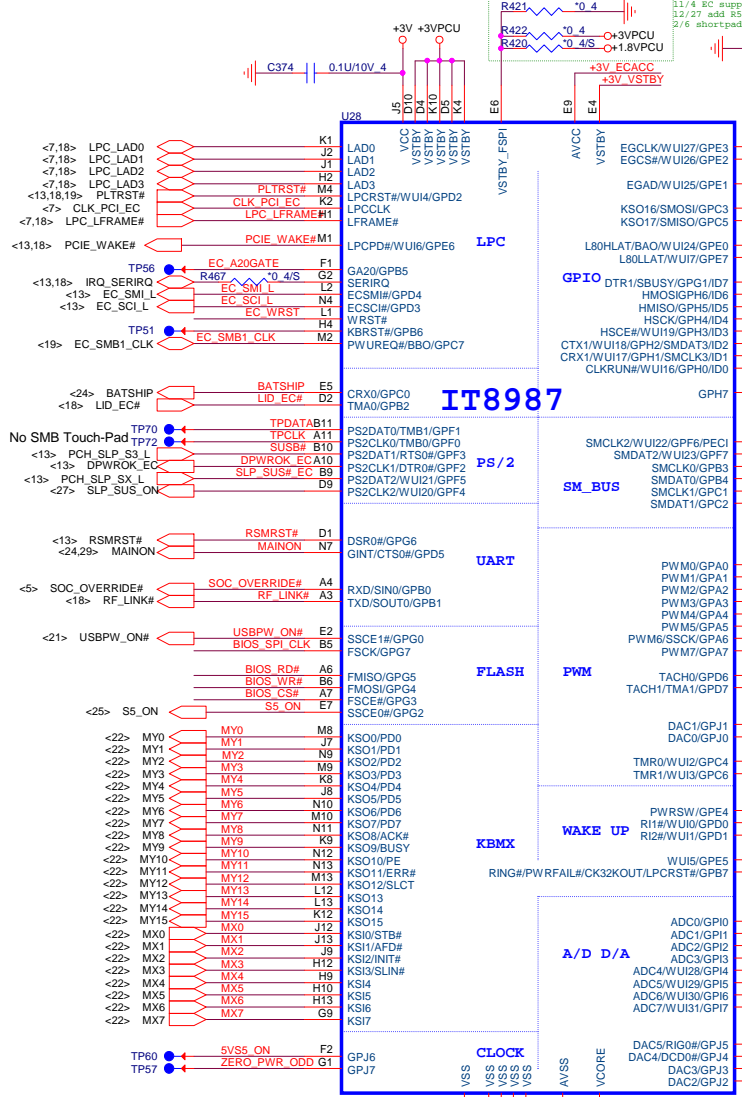 R421 *0_4
11/4 EC supp
12/27 add R5
2/6 shortpad
R422 *0_4 +3VPCU
R420 *0_4/S +1.8VPCU
+3V +3VPCU
C374 0.1U/10V_4
+3V_ECACC
+3V_VSTBY
J5 D10 D4 K10 D5 K4 E6 E9 E4
U28
VCC VSTBY VSTBY VSTBY VSTBY VSTBY VSTBY_FSPI AVCC VSTBY
<7,18> LPC_LAD0 K1 LAD0
<7,18> LPC_LAD1 J2 LAD1
<7,18> LPC_LAD2 J1 LAD2
<7,18> LPC_LAD3 H2 LAD3
<13,18,19> PLTRST# PLTRST# M4 LPCRST#/WUI4/GPD2
<7> CLK_PCI_EC CLK_PCI_EC K2 LPCCLK
<7,18> LPC_LFRAME# LPC_LFRAME# H1 LFRAME#
<13,18> PCIE_WAKE# PCIE_WAKE# M1 LPCPD#/WUI6/GPE6
LPC
TP56 EC_A20GATE F1 GA20/GPB5
<13,18> IRQ_SERIRQ R467 *0_4/S G2 SERIRQ
<13> EC_SMI_L EC_SMI_L L2 ECSMI#/GPD4
<13> EC_SCI_L EC_SCI_L N4 ECSCI#/GPD3
EC_WRST L1 WRST#
TP51 H4 KBRST#/GPB6
<19> EC_SMB1_CLK EC_SMB1_CLK M2 PWUREQ#/BBO/GPC7
<24> BATSHIP BATSHIP E5 CRX0/GPC0
<18> LID_EC# LID_EC# D2 TMA0/GPB2
IT8987
No SMB Touch-Pad
TP70 TPDATA B11 PS2DAT0/TMB1/GPF1
TP72 TPCLK A11 PS2CLK0/TMB0/GPF0
<13> PCH_SLP_S3_L SUSB# B10 PS2DAT1/RTS0#/GPF3
<13> DPWROK_EC DPWROK_EC A10 PS2CLK1/DTR0#/GPF2
<13> PCH_SLP_SX_L SLP_SUS#_EC B9 PS2DAT2/WUI21/GPF5
<27> SLP_SUS_ON D9 PS2CLK2/WUI20/GPF4
PS/2
<13> RSMRST# RSMRST# D1 DSR0#/GPG6
<24,29> MAINON MAINON N7 GINT/CTS0#/GPD5
UART
<5> SOC_OVERRIDE# SOC_OVERRIDE# A4 RXD/SIN0/GPB0
<18> RF_LINK# RF_LINK# A3 TXD/SOUT0/GPB1
<21> USBPW_ON# USBPW_ON# E2 SSCE1#/GPG0
BIOS_SPI_CLK B5 FSCK/GPG7
BIOS_RD# A6 FMISO/GPG5
BIOS_WR# B6 FMOSI/GPG4
BIOS_CS# A7 FSCE#/GPG3
<25> S5_ON S5_ON E7 SSCE0#/GPG2
FLASH
<22> MY0 MY0 M8 KSO0/PD0
<22> MY1 MY1 J7 KSO1/PD1
<22> MY2 MY2 N9 KSO2/PD2
<22> MY3 MY3 M9 KSO3/PD3
<22> MY4 MY4 K8 KSO4/PD4
<22> MY5 MY5 J8 KSO5/PD5
<22> MY6 MY6 N10 KSO6/PD6
<22> MY7 MY7 M10 KSO7/PD7
<22> MY8 MY8 N11 KSO8/ACK#
<22> MY9 MY9 K9 KSO9/BUSY
<22> MY10 MY10 N12 KSO10/PE
<22> MY11 MY11 N13 KSO11/ERR#
<22> MY12 MY12 M13 KSO12/SLCT
<22> MY13 MY13 L12 KSO13
<22> MY14 MY14 L13 KSO14
<22> MY15 MY15 K12 KSO15
<22> MX0 MX0 J12 KSI0/STB#
<22> MX1 MX1 J13 KSI1/AFD#
<22> MX2 MX2 J9 KSI2/INIT#
<22> MX3 MX3 H12 KSI3/SLIN#
<22> MX4 MX4 H9 KSI4
<22> MX5 MX5 H10 KSI5
<22> MX6 MX6 H13 KSI6
<22> MX7 MX7 G9 KSI7
KBMX
TP60 5VS5_ON F2 GPJ6
TP57 ZERO_PWR_ODD G1 GPJ7
CLOCK
VSS VSS VSS VSS VSS AVSS VCORE
EGCLK/WUI27/GPE3
EGCS#/WUI26/GPE2
EGAD/WUI25/GPE1
KSO16/SMOSI/GPC3
KSO17/SMISO/GPC5
L80HLAT/BAO/WUI24/GPE0
L80LLAT/WUI7/GPE7
GPIO
DTR1/SBUSY/GPG1/ID7
HMOSIGPH6/ID6
HMISO/GPH5/ID5
HSCK/GPH4/ID4
HSCE#/WUI19/GPH3/ID3
CTX1/WUI18/GPH2/SMDAT3/ID2
CRX1/WUI17/GPH1/SMCLK3/ID1
CLKRUN#/WUI16/GPH0/ID0
GPH7
SMCLK2/WUI22/GPF6/PECI
SMDAT2/WUI23/GPF7
SMCLK0/GPB3
SMDAT0/GPB4
SMCLK1/GPC1
SMDAT1/GPC2
SM_BUS
PWM0/GPA0
PWM1/GPA1
PWM2/GPA2
PWM3/GPA3
PWM4/GPA4
PWM5/GPA5
PWM6/SSCK/GPA6
PWM7/GPA7
PWM
TACH0/GPD6
TACH1/TMA1/GPD7
DAC1/GPJ1
DAC0/GPJ0
TMR0/WUI2/GPC4
TMR1/WUI3/GPC6
WAKE UP
PWRSW/GPE4
RI1#/WUI0/GPD0
RI2#/WUI1/GPD1
WUI5/GPE5
RING#/PWRFAIL#/CK32KOUT/LPCRST#/GPB7
ADC0/GPI0
ADC1/GPI1
ADC2/GPI2
ADC3/GPI3
ADC4/WUI28/GPI4
ADC5/WUI29/GPI5
ADC6/WUI30/GPI6
ADC7/WUI31/GPI7
A/D D/A
DAC5/RIG0#/GPJ5
DAC4/DCD0#/GPJ4
DAC3/GPJ3
DAC2/GPJ2